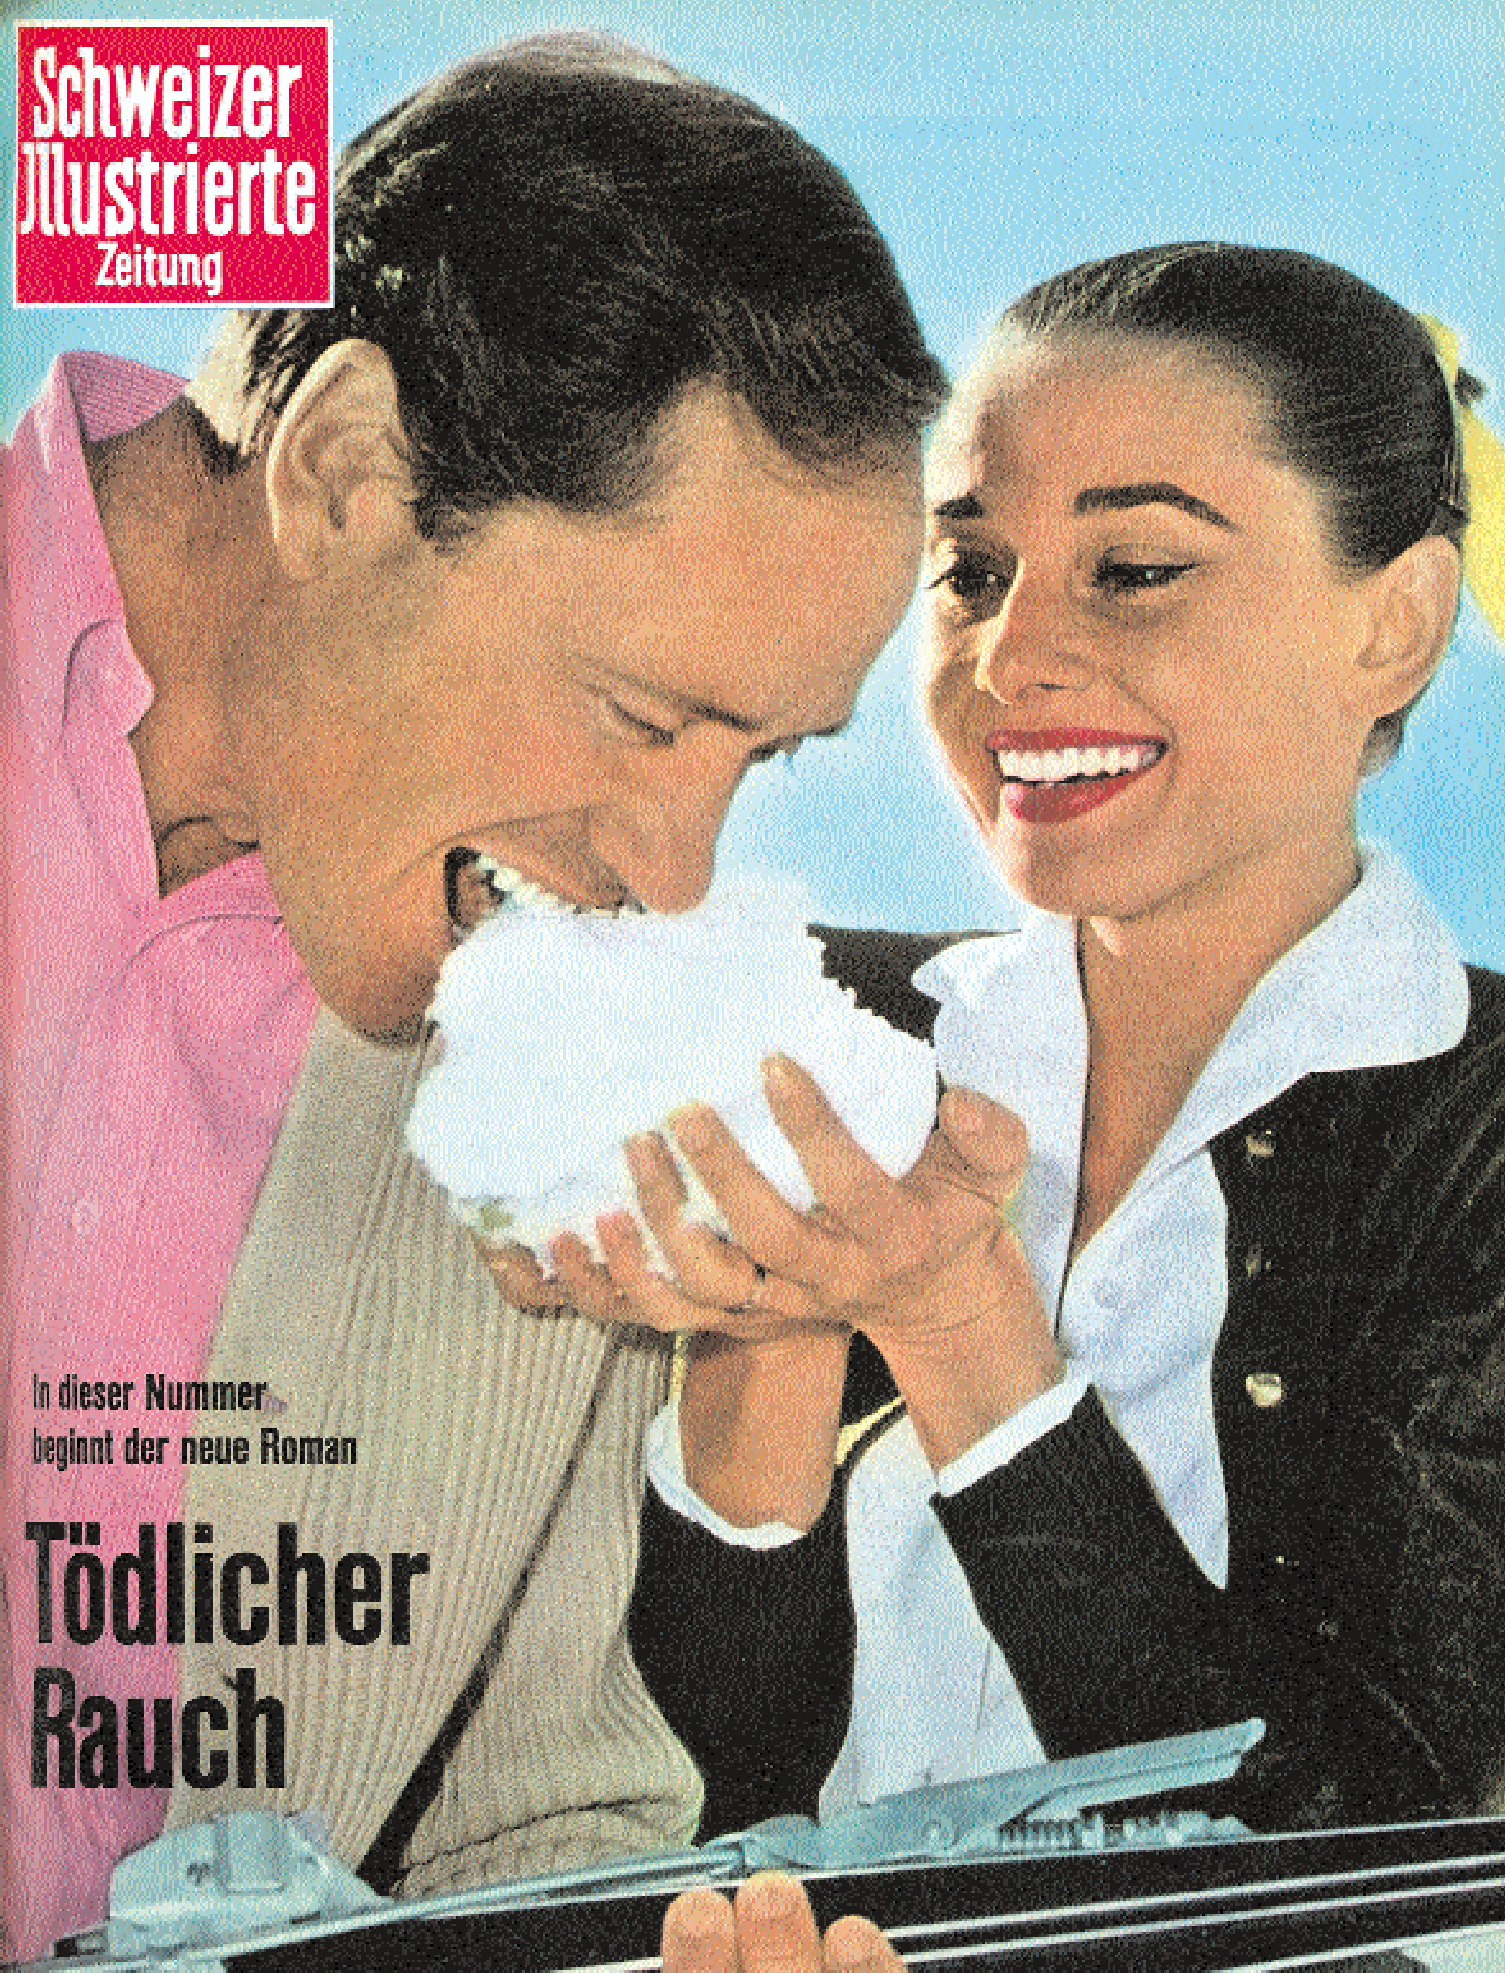 Schweizer
Illustrierte
Zeitung
In dieser Nummer
beginnt der neue Roman
Tödlicher
Rauch